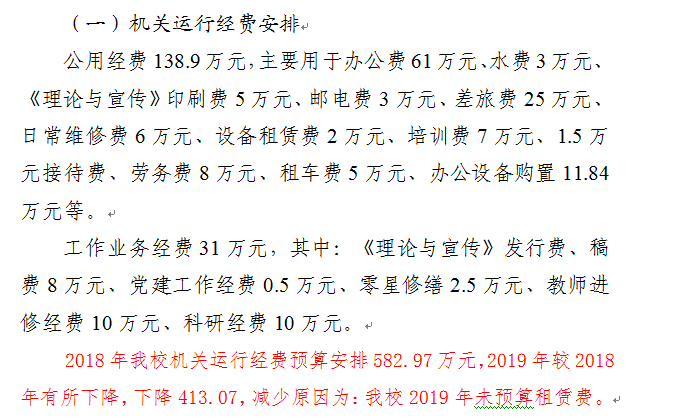 （一）机关运行经费安排
公用经费 138.9 万元，主要用于办公费 61 万元、水费 3 万元、
《理论与宣传》印刷费 5 万元、邮电费 3 万元、差旅费 25 万元、
日常维修费 6 万元、设备租赁费 2 万元、培训费 7 万元、1.5 万
元接待费、劳务费 8 万元、租车费 5 万元、办公设备购置 11.84
万元等。
工作业务经费 31 万元，其中：《理论与宣传》发行费、稿
费 8 万元、党建工作经费 0.5 万元、零星修缮 2.5 万元、教师进
修经费 10 万元、科研经费 10 万元。
2018 年我校机关运行经费预算安排 582.97 万元，2019 年较 2018
年有所下降，下降 413.07，减少原因为：我校 2019 年未预算租赁费。